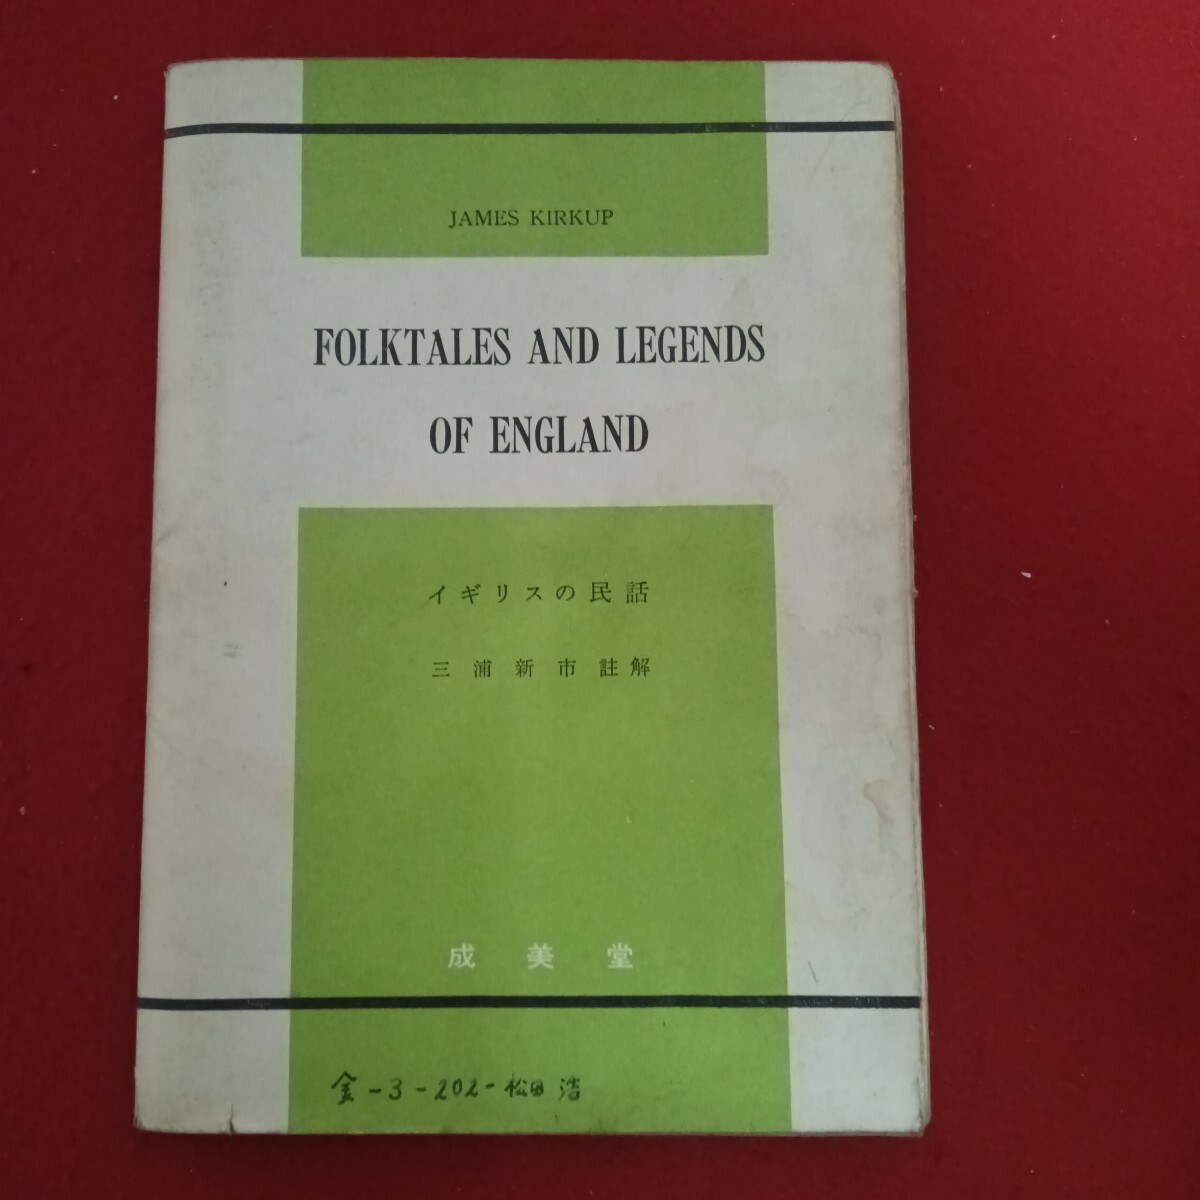 JAMES KIRKUP
FOLKTALES AND LEGENDS
OF ENGLAND
イギリスの民話
三浦新市 註解
成美堂
金-3-202-松田 浩